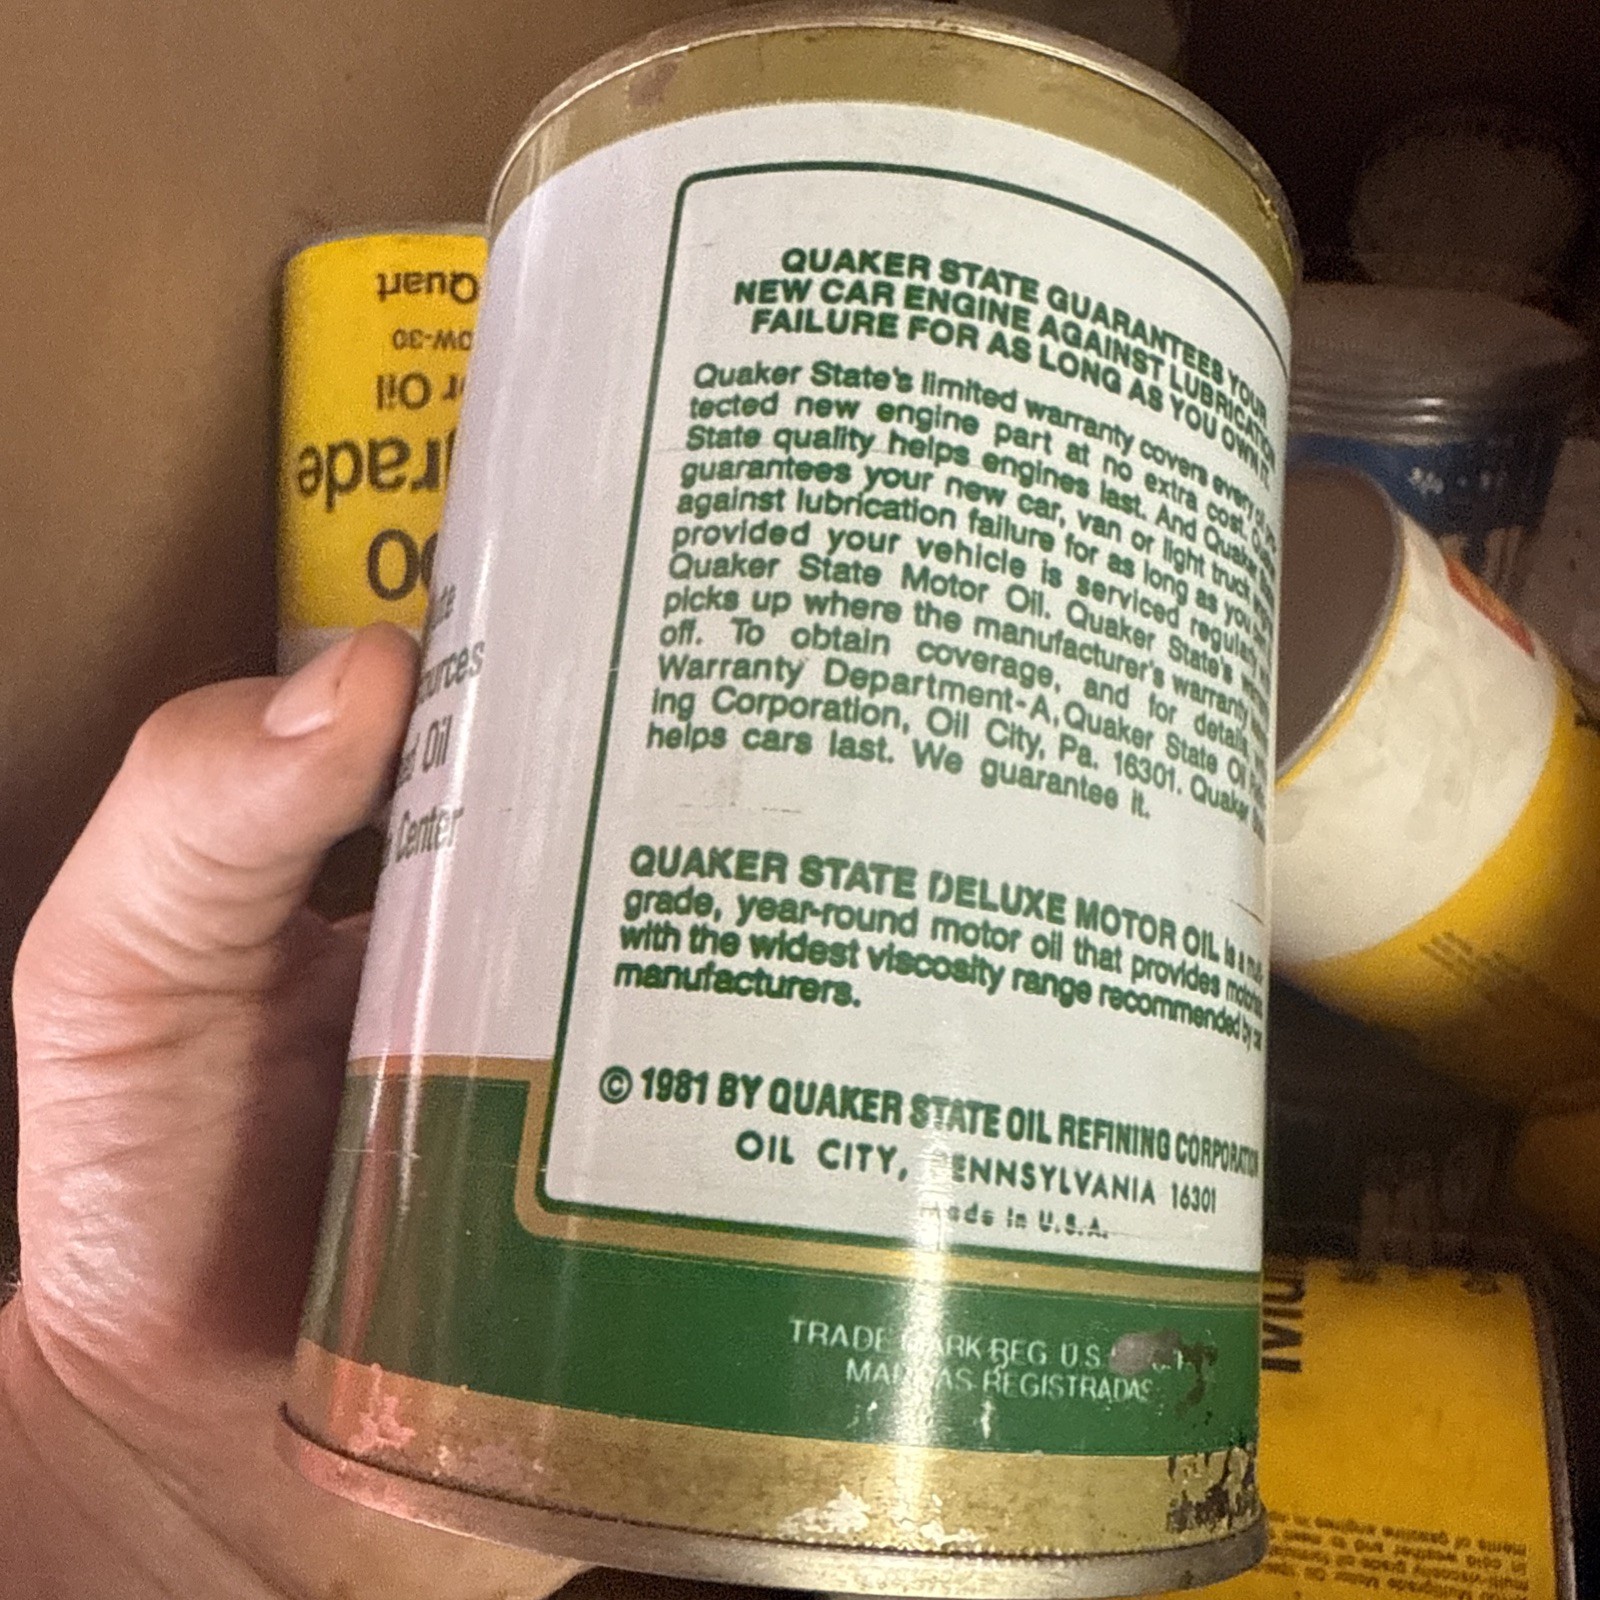 QUAKER STATE GUARANTEES YOUR
NEW CAR ENGINE AGAINST LUBRICATION
FAILURE FOR AS LONG AS YOU OWN IT.
Quaker State's limited warranty covers every
tected new engine part at no extra cost.
State quality helps engines last. And Quaker
guarantees your new car, van or light truck
against lubrication failure for as long as you
provided your vehicle is serviced
Quaker State Motor Oil. Quaker State's
picks up where the manufacturer's warranty
off. To obtain coverage, and for details,
Warranty Department-A, Quaker State Oil
ing Corporation, Oil City, Pa. 16301. Quaker
helps cars last. We guarantee it.
QUAKER STATE DELUXE MOTOR OIL is a
grade, year-round motor oil that provides
with the widest viscosity range recommended by
manufacturers.
© 1981 BY QUAKER STATE OIL REFINING CORPORATION
OIL CITY, PENNSYLVANIA 16301
Made in U.S.A.
TRADE MARK REG. U.S.
MARCAS REGISTRADAS
Oil
Center
Quart
0W-30
r Oil
rade